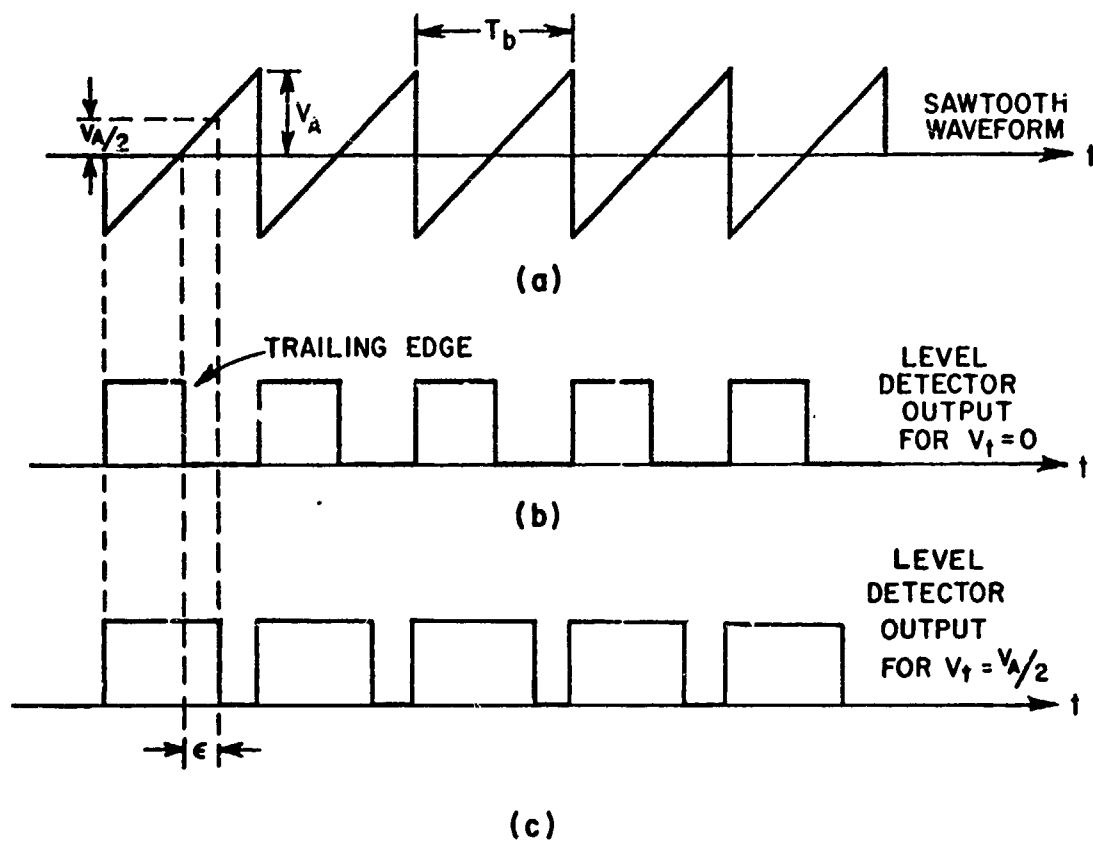 T_b
V_A/2
V_A
SAWTOOTH
WAVEFORM
t
(a)
TRAILING EDGE
LEVEL
DETECTOR
OUTPUT
FOR V_t = 0
t
(b)
LEVEL
DETECTOR
OUTPUT
FOR V_t = V_A/2
t
ϵ
(c)